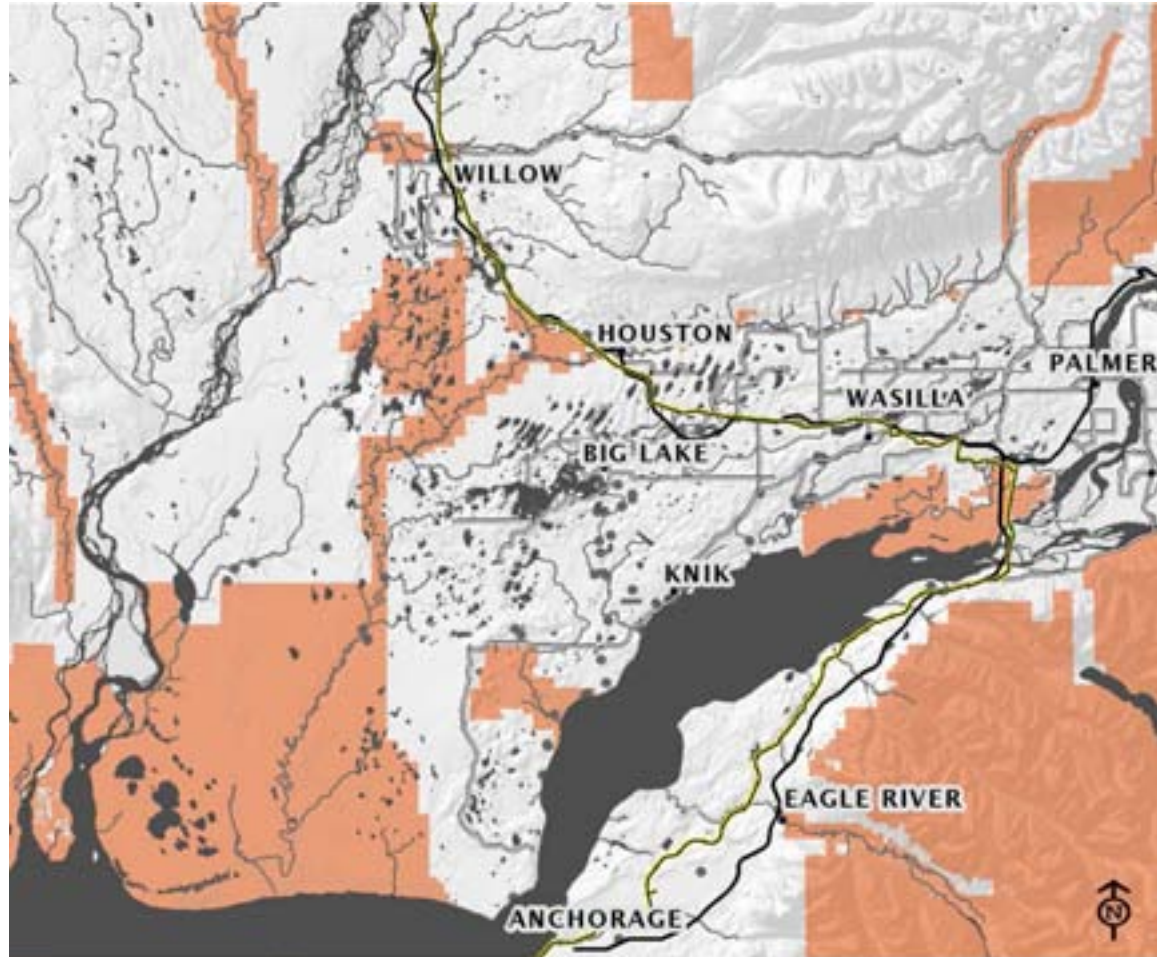 WILLOW
HOUSTON
PALMER
WASILLA
BIG LAKE
KNIK
EAGLE RIVER
ANCHORAGE
N